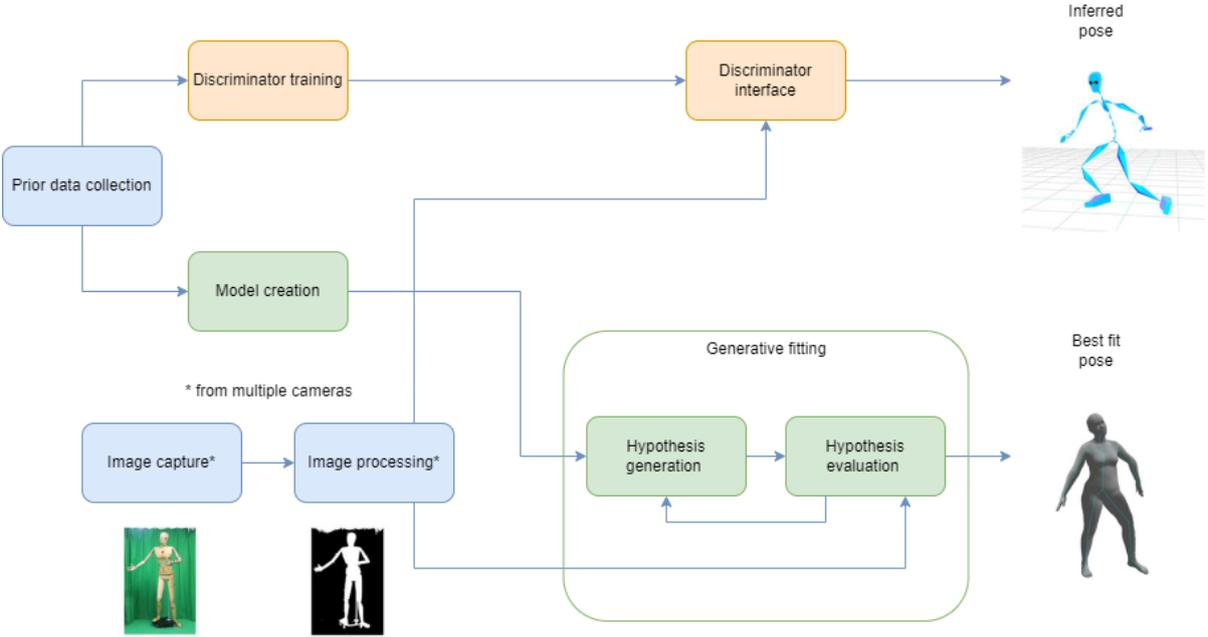 Inferred
pose
Discriminator training
Discriminator
interface
Prior data collection
Model creation
Generative fitting
Best fit
pose
* from multiple cameras
Image capture*
Image processing*
Hypothesis
generation
Hypothesis
evaluation